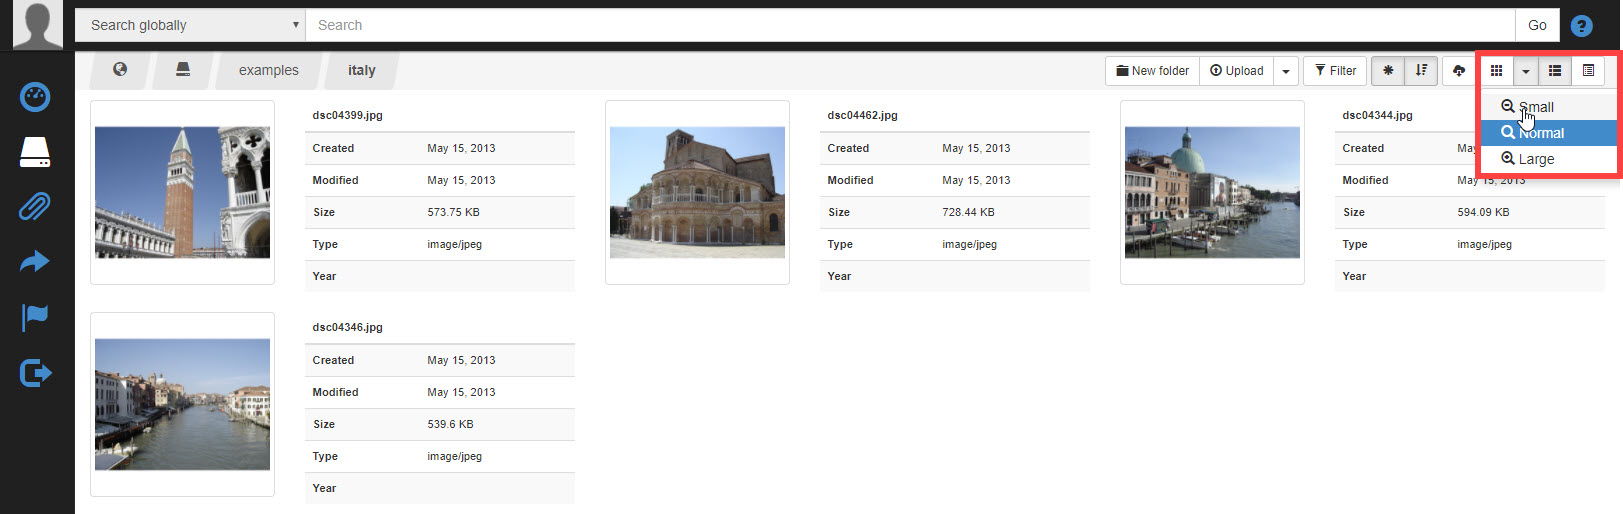 Search globally
Search
Go
examples
italy
New folder
Upload
Filter
Small
Normal
Large
dsc04399.jpg
Created May 15, 2013
Modified May 15, 2013
Size 573.75 KB
Type image/jpeg
Year
dsc04462.jpg
Created May 15, 2013
Modified May 15, 2013
Size 728.44 KB
Type image/jpeg
Year
dsc04344.jpg
Created May
Modified May 15, 2013
Size 594.09 KB
Type image/jpeg
Year
dsc04346.jpg
Created May 15, 2013
Modified May 15, 2013
Size 539.6 KB
Type image/jpeg
Year